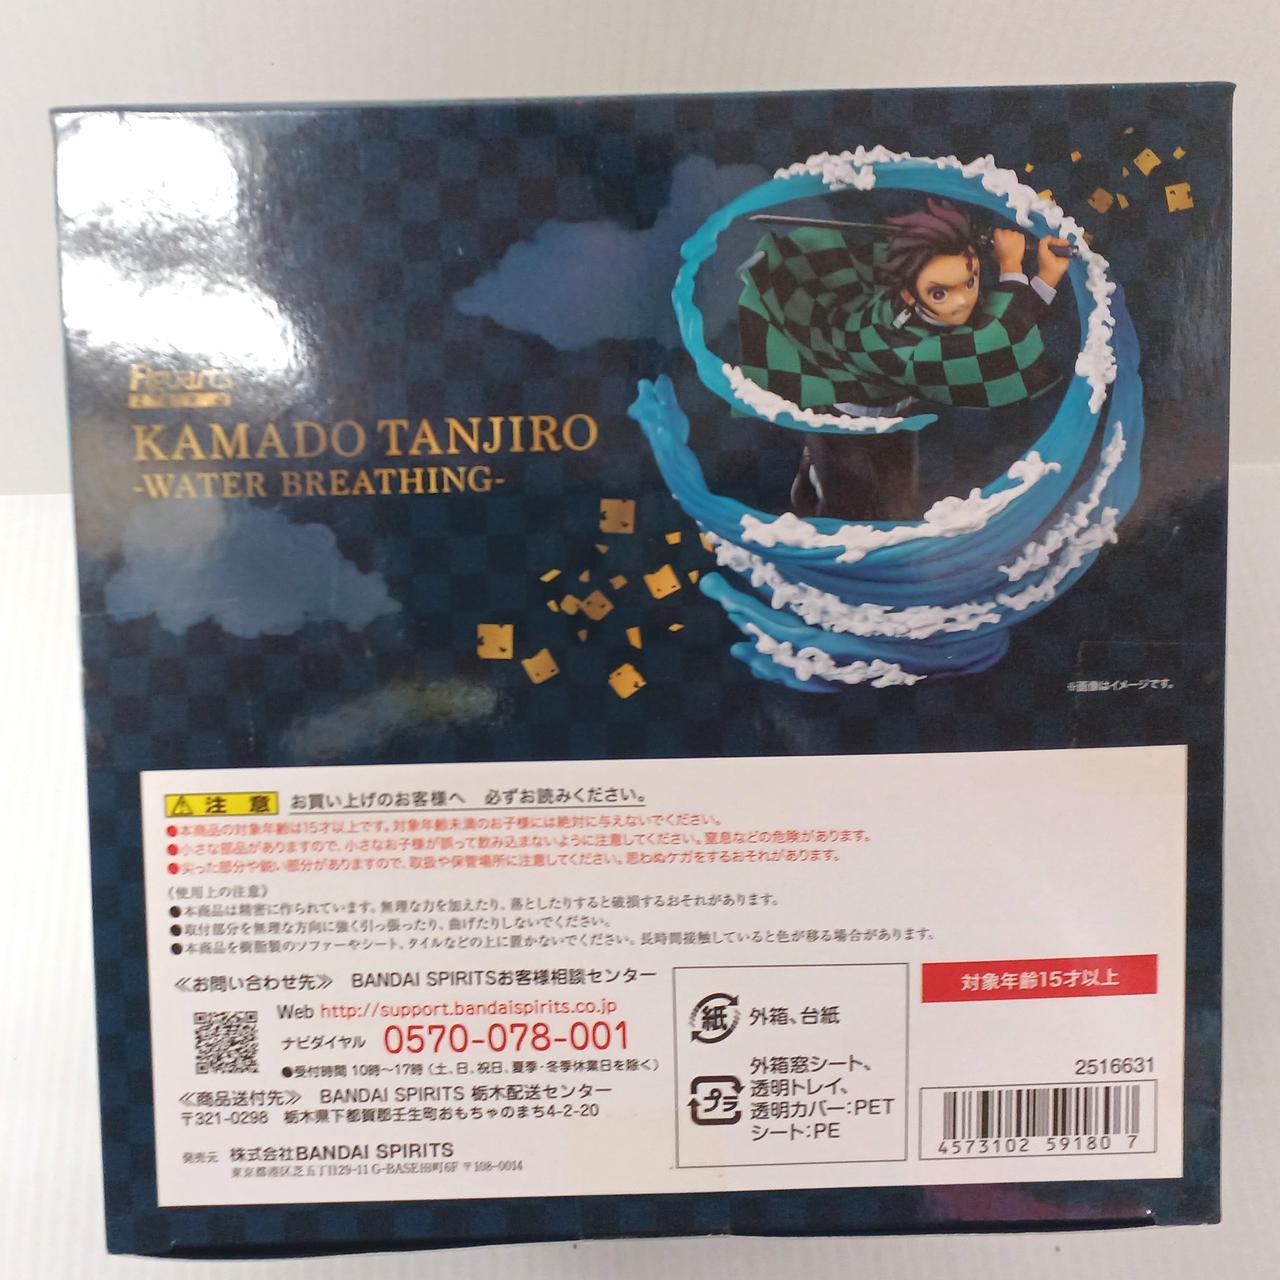 Figuarts
KAMADO TANJIRO
-WATER BREATHING-
※画像はイメージです。
注 意 お買い上げのお客様へ 必ずお読みください。
●本商品の対象年齢は15才以上です。対象年齢未満のお子様には絶対に与えないでください。
●小さな部品がありますので、小さなお子様が誤って飲み込まないように注意してください。窒息などの危険があります。
●尖った部分や鋭い部分がありますので、取扱や保管場所に注意してください。思わぬケガをするおそれがあります。
《使用上の注意》
●本商品は精密に作られています。無理な力を加えたり、落としたりすると破損するおそれがあります。
●取付部分を無理な方向に強く引っ張ったり、曲げたりしないでください。
●本商品を樹脂製のソファーやシート、タイルなどの上に置かないでください。長時間接触していると色が移る場合があります。
≪お問い合わせ先≫ BANDAI SPIRITSお客様相談センター
Web http://support.bandaispirits.co.jp
ナビダイヤル 0570-078-001
●受付時間 10時～17時(土、日、祝日、夏季・冬季休業日を除く)
≪商品送付先≫ BANDAI SPIRITS 栃木配送センター
〒321-0298 栃木県下都賀郡壬生町おもちゃのまち4-2-20
発売元 株式会社BANDAI SPIRITS
東京都港区芝五丁目29-11 G-BASE田町6F 〒108-0014
紙 外箱、台紙
プラ 外箱窓シート、
透明トレイ、
透明カバー:PET
シート:PE
対象年齢15才以上
2516631
4573102 59180 7